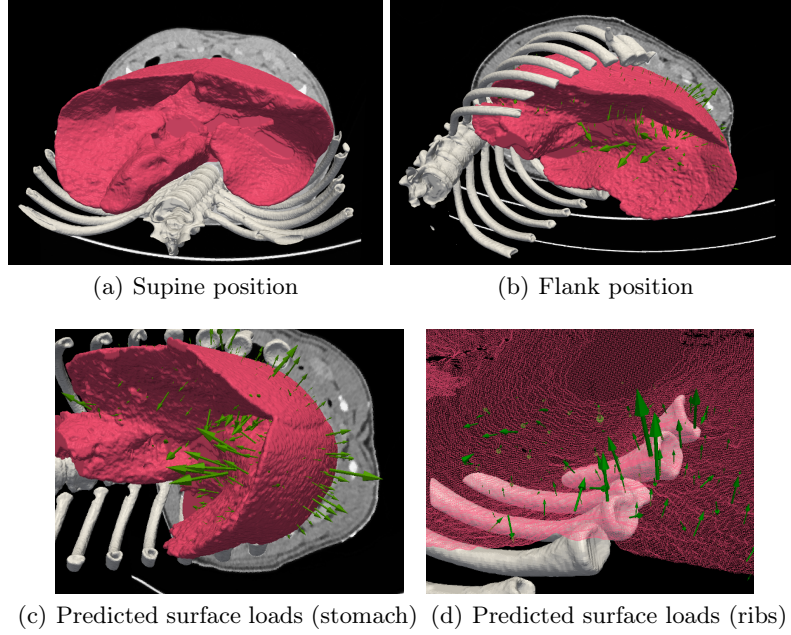 (a) Supine position
(b) Flank position
(c) Predicted surface loads (stomach)
(d) Predicted surface loads (ribs)